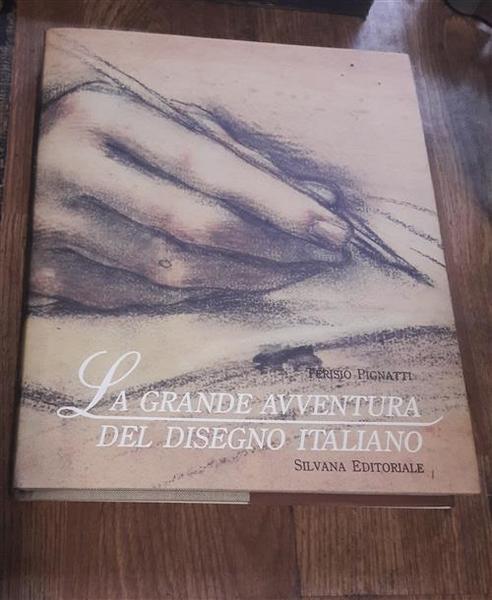 TERISIO PIGNATTI
LA GRANDE AVVENTURA
DEL DISEGNO ITALIANO
SILVANA EDITORIALE